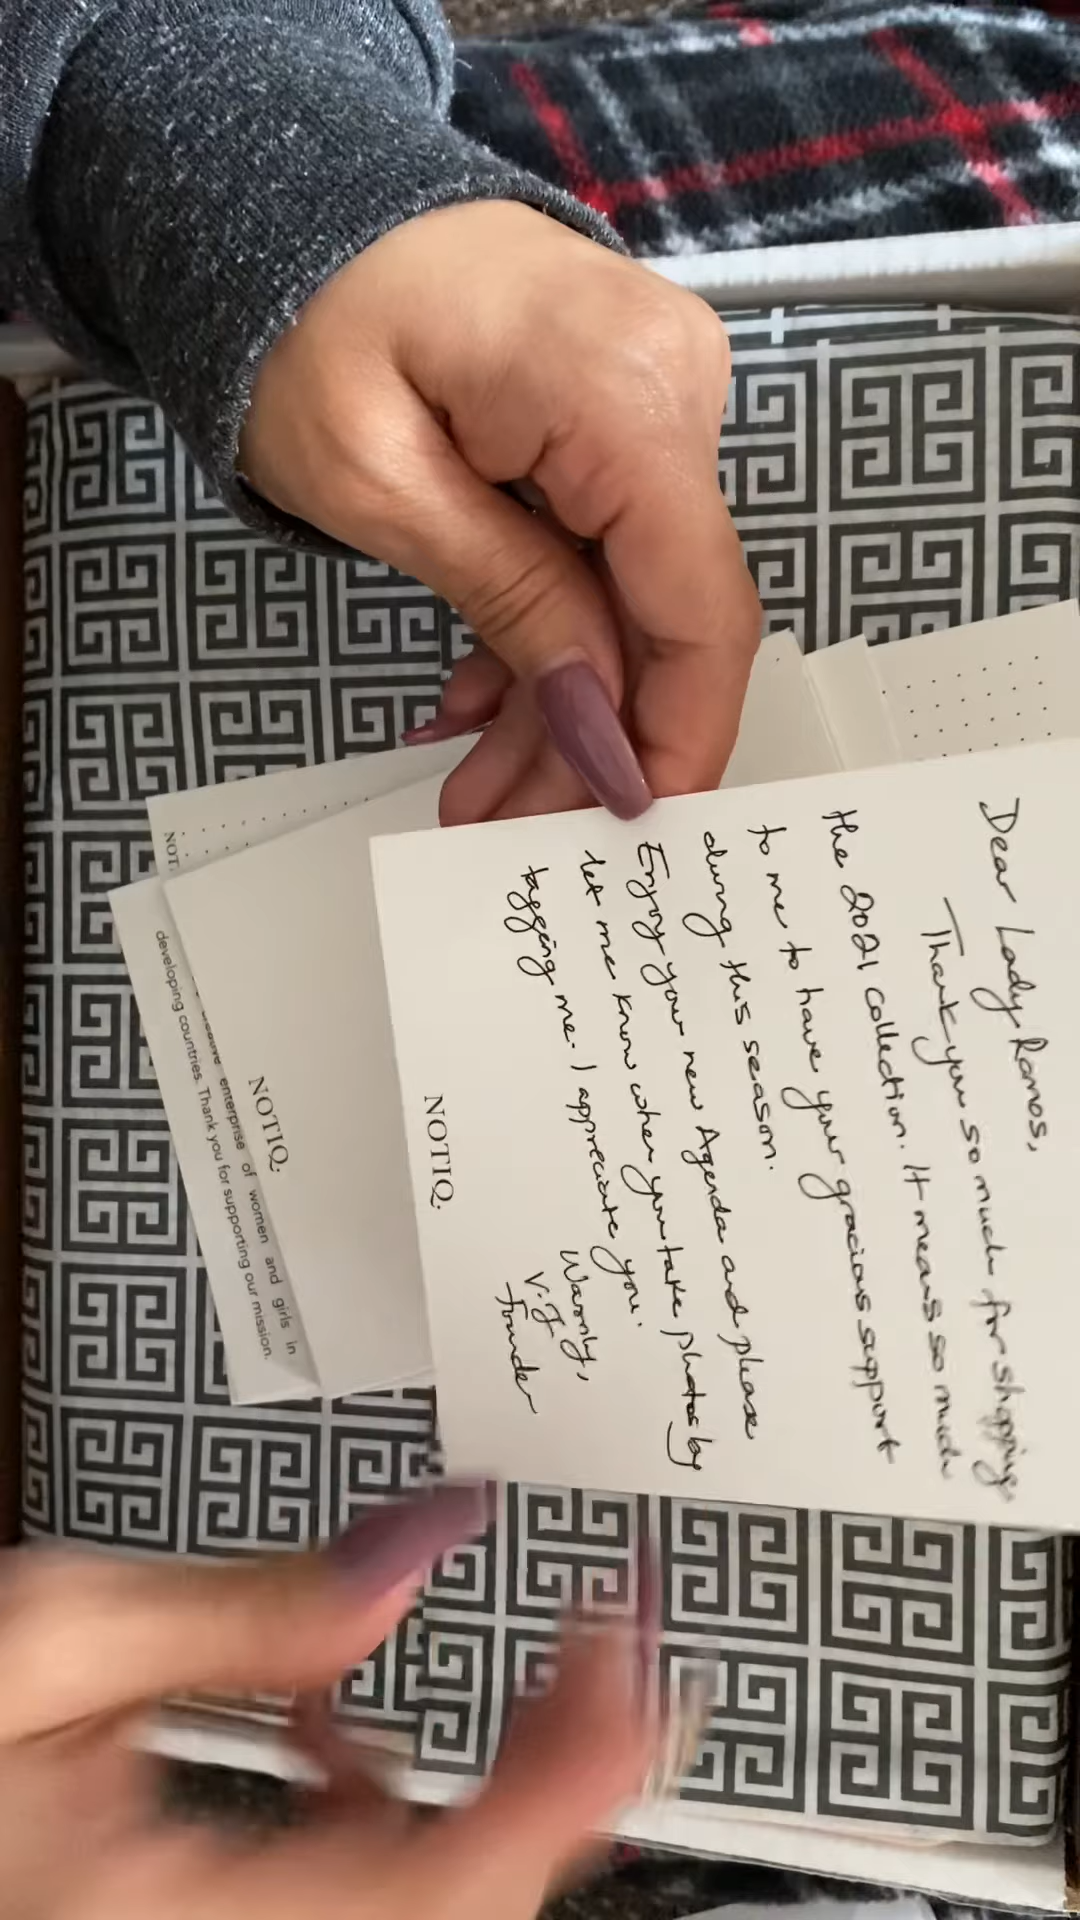 Dear Lady Ramos,
Thank you so much for shopping
the 2021 collection. It means so much
to me to have your gracious support
during this season.
Enjoy your new Agenda and please
let me know when you take photos by
tagging me. I appreciate you.
Warmly,
V.J
founder
NOTIQ.
NOTIQ.
NOT
enterprise of women and girls in
developing countries. Thank you for supporting our mission.